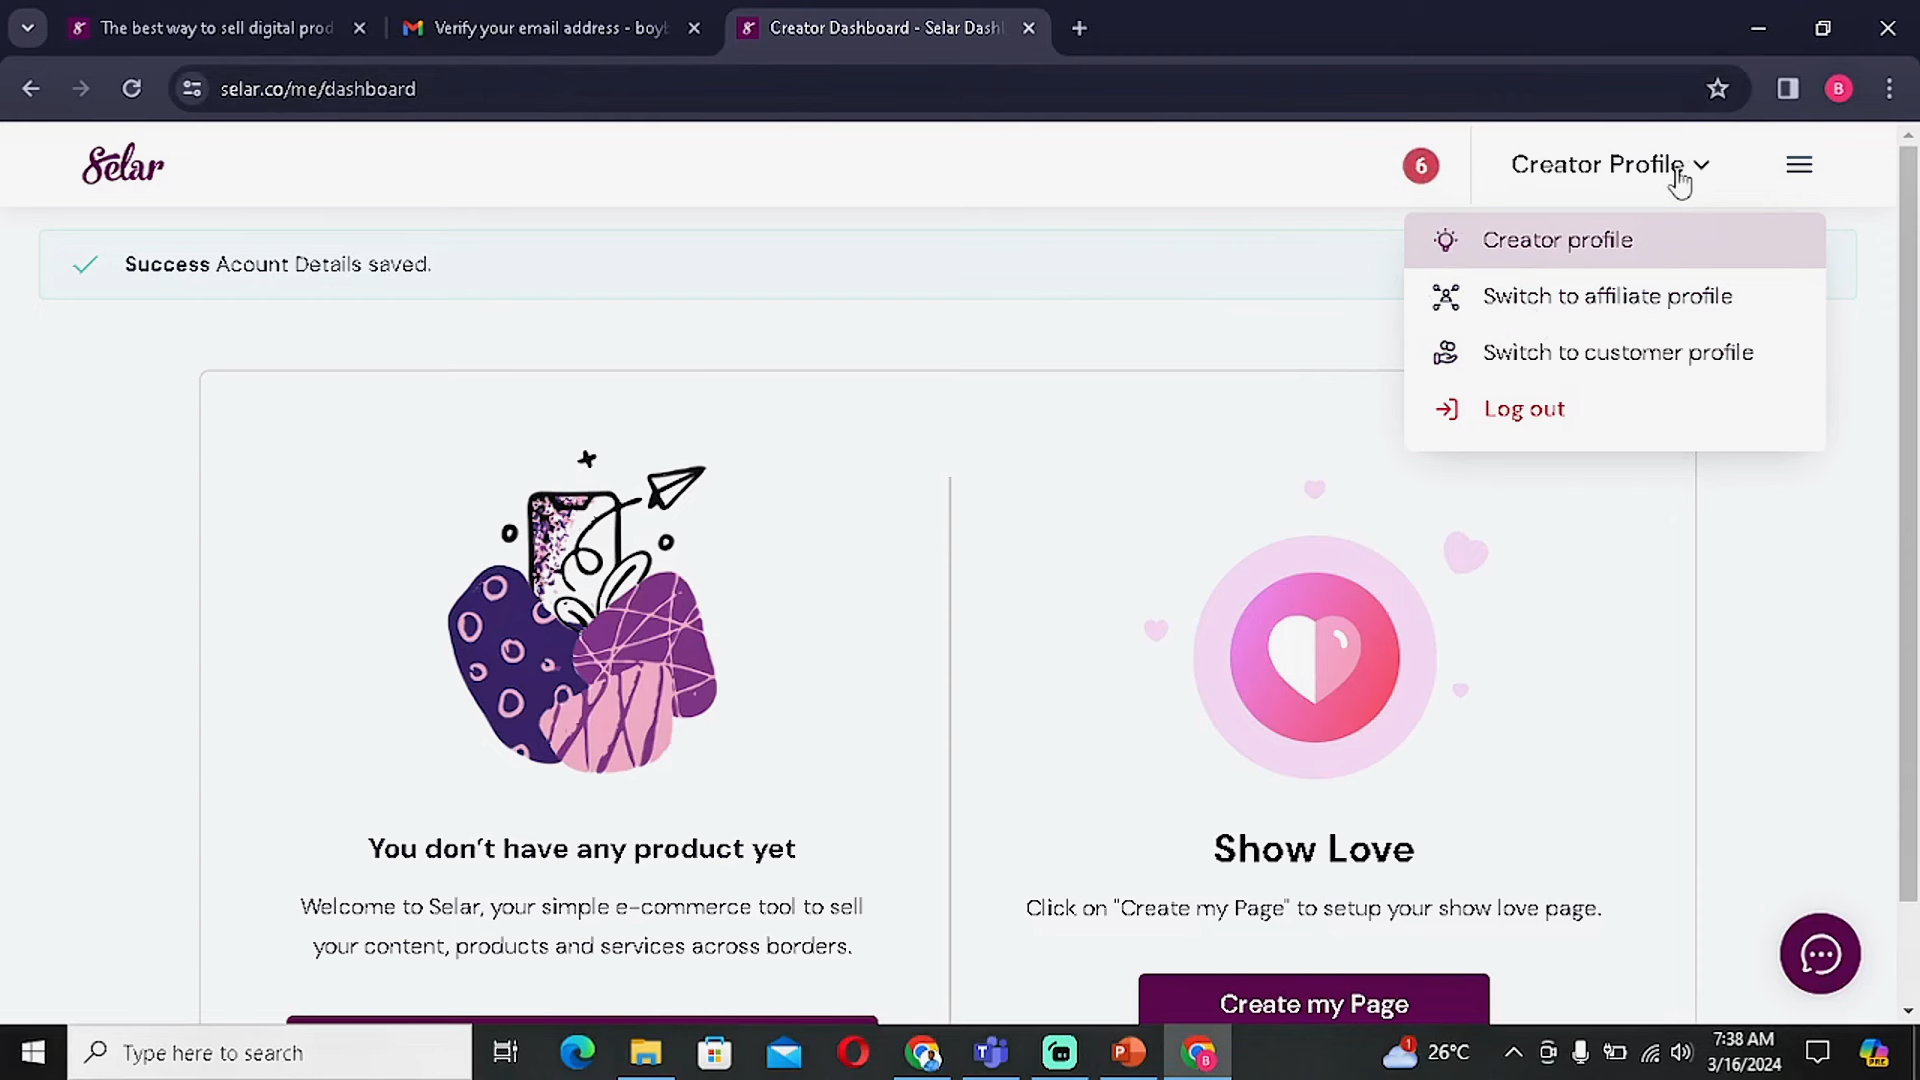 The best way to sell digital prod
Verify your email address - boyb
Creator Dashboard - Selar Dash
selar.co/me/dashboard
B
Selar
6
Creator Profile
Creator profile
Switch to affiliate profile
Switch to customer profile
Log out
Success Acount Details saved.
You don't have any product yet
Welcome to Selar, your simple e-commerce tool to sell
your content, products and services across borders.
Show Love
Click on "Create my Page" to setup your show love page.
Create my Page
Type here to search
1
26°C
7:38 AM
3/16/2024
PRE